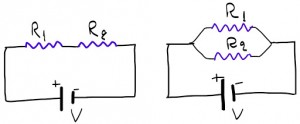 R1 R2
+ -
V
R1
R2
+ -
V